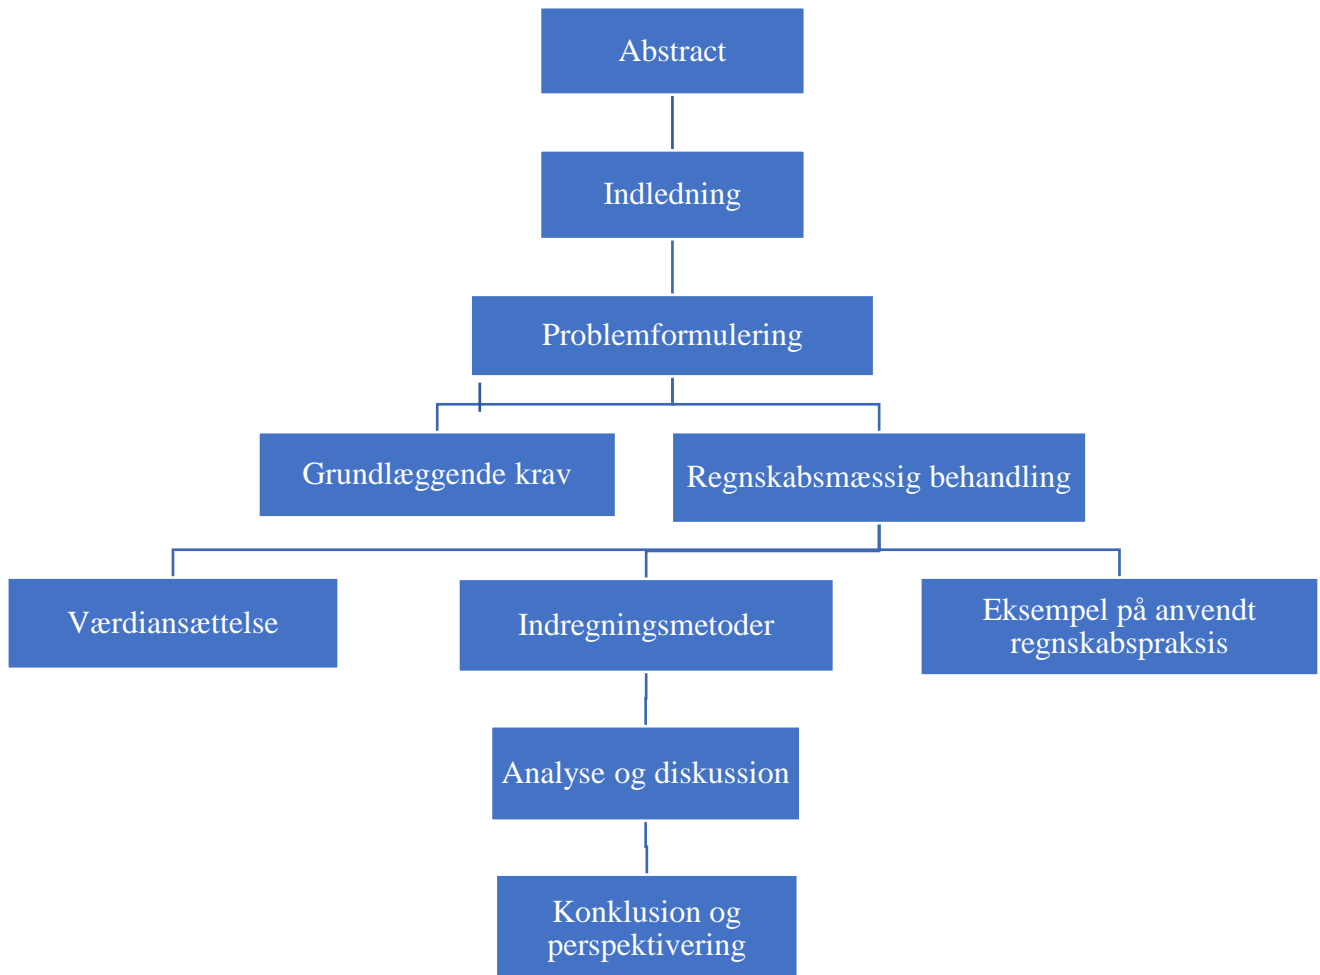 Abstract
Indledning
Problemformulering
Grundlæggende krav
Regnskabsmæssig behandling
Værdiansættelse
Indregningsmetoder
Eksempel på anvendt
regnskabspraksis
Analyse og diskussion
Konklusion og
perspektivering